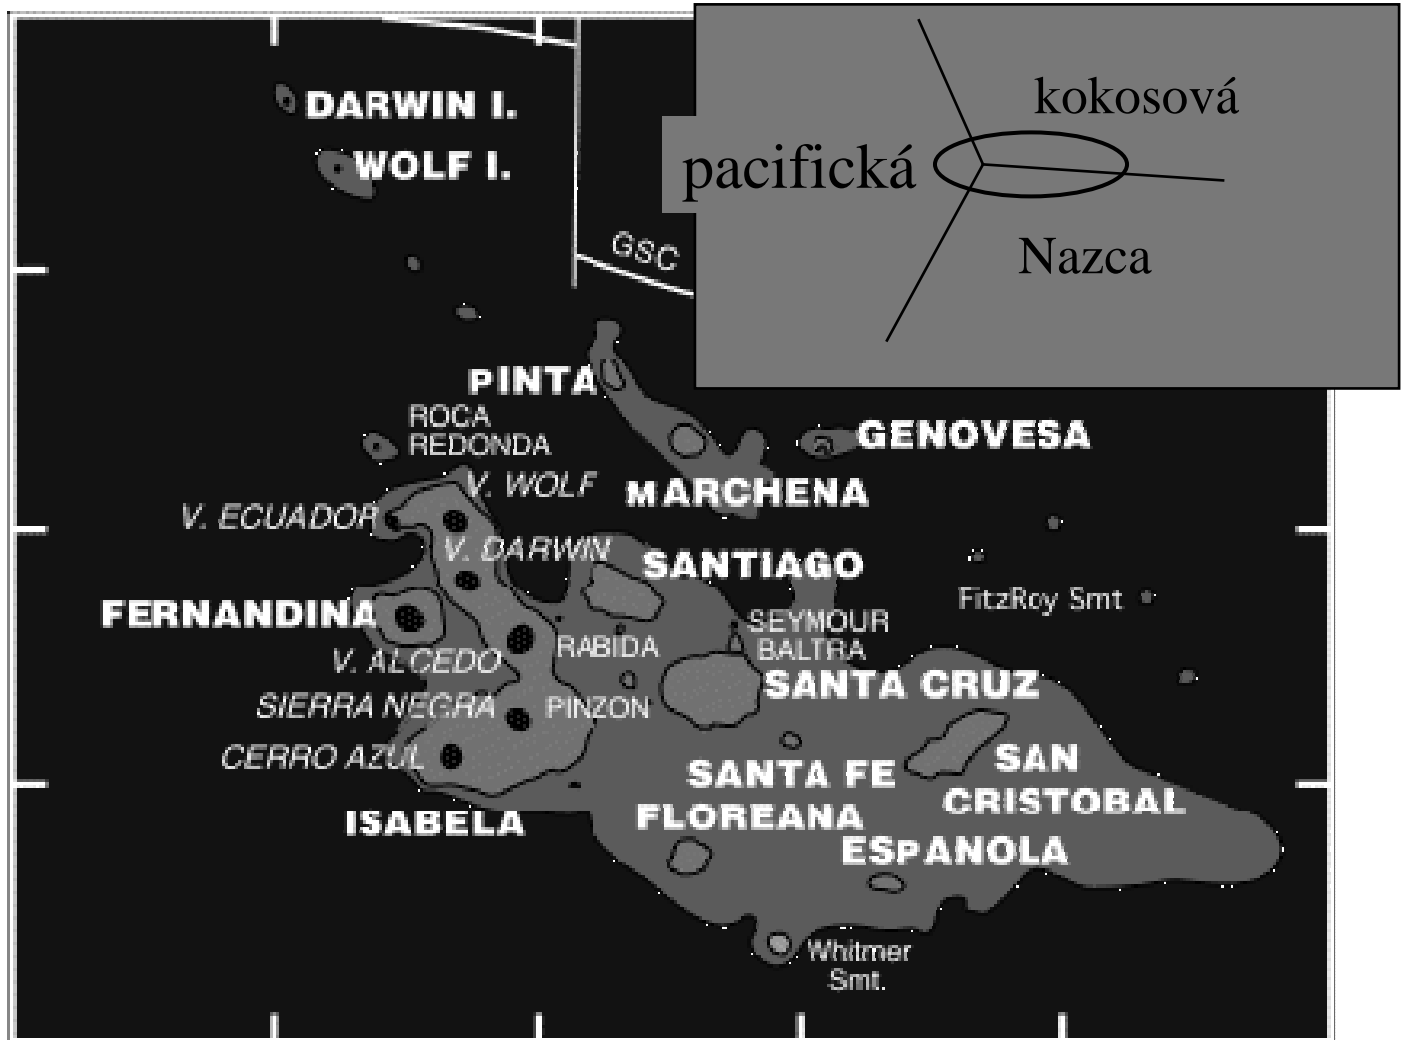 DARWIN I.
WOLF I.
GSC
kokosová
pacifická
Nazca
PINTA
ROCA
REDONDA
GENOVESA
V. WOLF
MARCHENA
V. ECUADOR
V. DARWIN
SANTIAGO
FitzRoy Smt
FERNANDINA
SEYMOUR
BALTRA
RABIDA
V. ALCEDO
SANTA CRUZ
SIERRA NEGRA
PINZON
CERRO AZUL
SAN
CRISTOBAL
SANTA FE
ISABELA
FLOREANA
ESPANOLA
Whitmer
Smt.